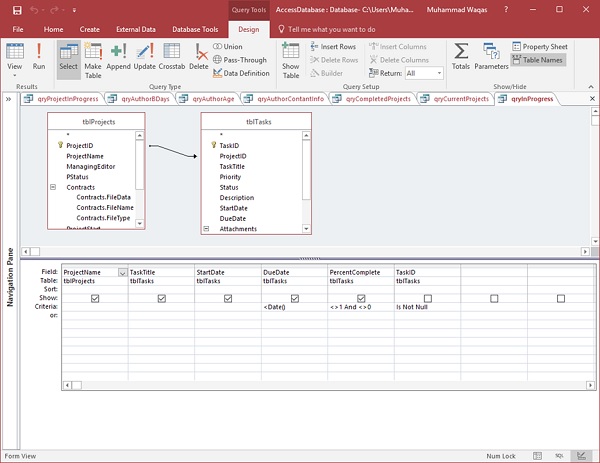 Query Tools
AccessDatabase : Database- C:\Users\Muha...
Muhammad Waqas
File Home Create External Data Database Tools Design Tell me what you want to do
View Run Select Make Table Append Update Crosstab Delete
Union
Pass-Through
Data Definition
Show Table
Insert Rows
Delete Rows
Builder
Insert Columns
Delete Columns
Return: All
Totals Parameters
Property Sheet
Table Names
Results Query Type Query Setup Show/Hide
qryProjectInProgress qryAuthorBDays qryAuthorAge qryAuthorContantInfo qryCompletedProjects qryCurrentProjects qryInProgress
Navigation Pane
tblProjects
*
ProjectID
ProjectName
ManagingEditor
PStatus
Contracts
Contracts.FileData
Contracts.FileName
Contracts.FileType
ProjectStart
tblTasks
*
TaskID
ProjectID
TaskTitle
Priority
Status
Description
StartDate
DueDate
Attachments
Field: ProjectName TaskTitle StartDate DueDate PercentComplete TaskID
Table: tblProjects tblTasks tblTasks tblTasks tblTasks tblTasks
Sort:
Show:
Criteria: <Date() <>1 And <>0 Is Not Null
or:
Form View Num Lock SQL